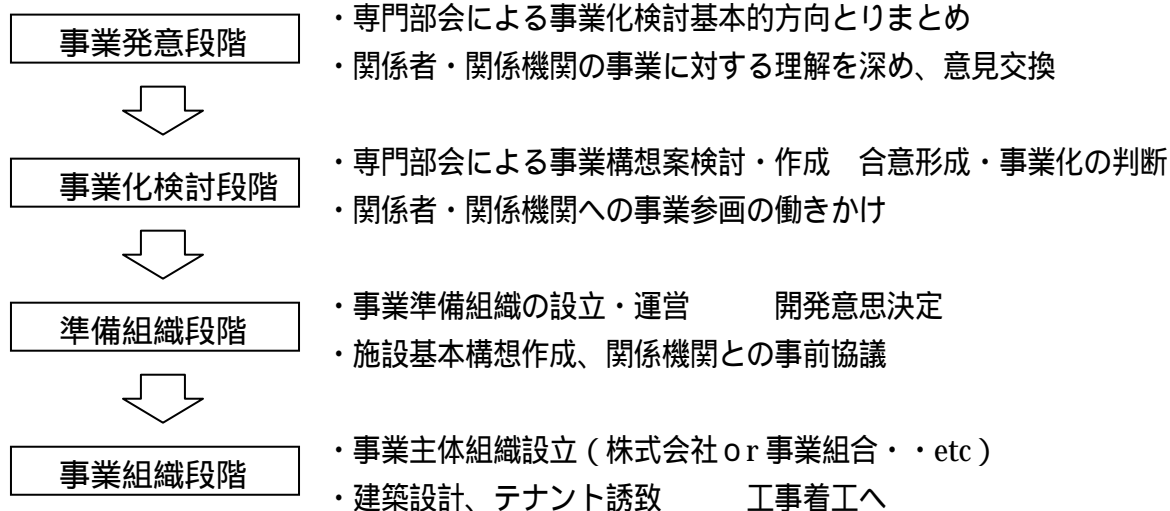 ・専門部会による事業化検討基本的方向とりまとめ
事業発意段階
・関係者・関係機関の事業に対する理解を深め、意見交換
・専門部会による事業構想案検討・作成　合意形成・事業化の判断
事業化検討段階
・関係者・関係機関への事業参画の働きかけ
・事業準備組織の設立・運営　　　開発意思決定
準備組織段階
・施設基本構想作成、関係機関との事前協議
・事業主体組織設立（株式会社ｏr 事業組合・・etc）
事業組織段階
・建築設計、テナント誘致　　　工事着工へ